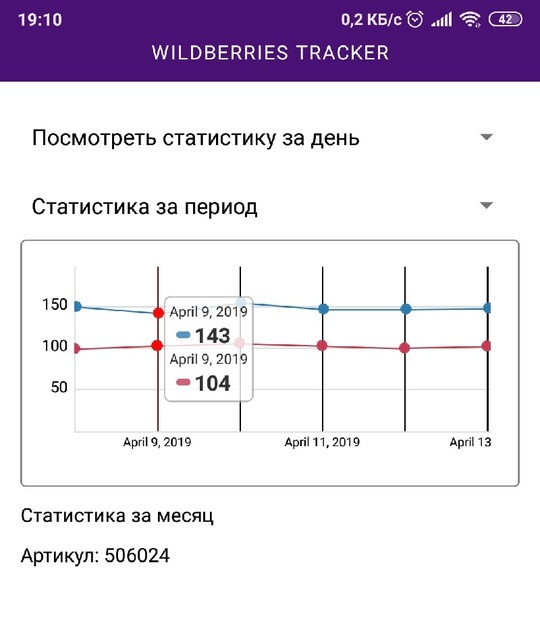 19:10
0,2 КБ/с
42
WILDBERRIES TRACKER
Посмотреть статистику за день
Статистика за период
150
100
50
April 9, 2019
143
April 9, 2019
104
April 9, 2019
April 11, 2019
April 13
Статистика за месяц
Артикул: 506024